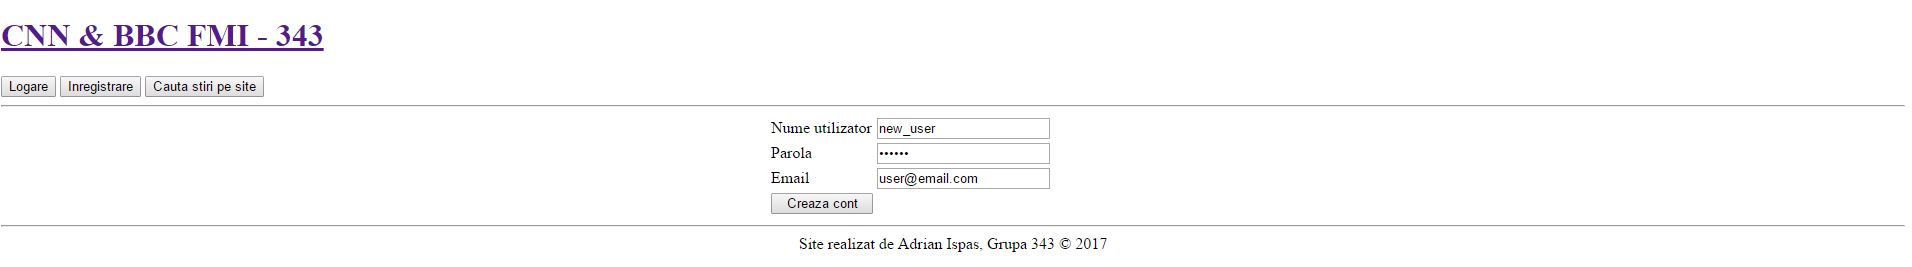 CNN & BBC FMI - 343
Logare Inregistrare Cauta stiri pe site
Nume utilizator new_user
Parola ••••••
Email user@email.com
Creaza cont
Site realizat de Adrian Ispas, Grupa 343 © 2017